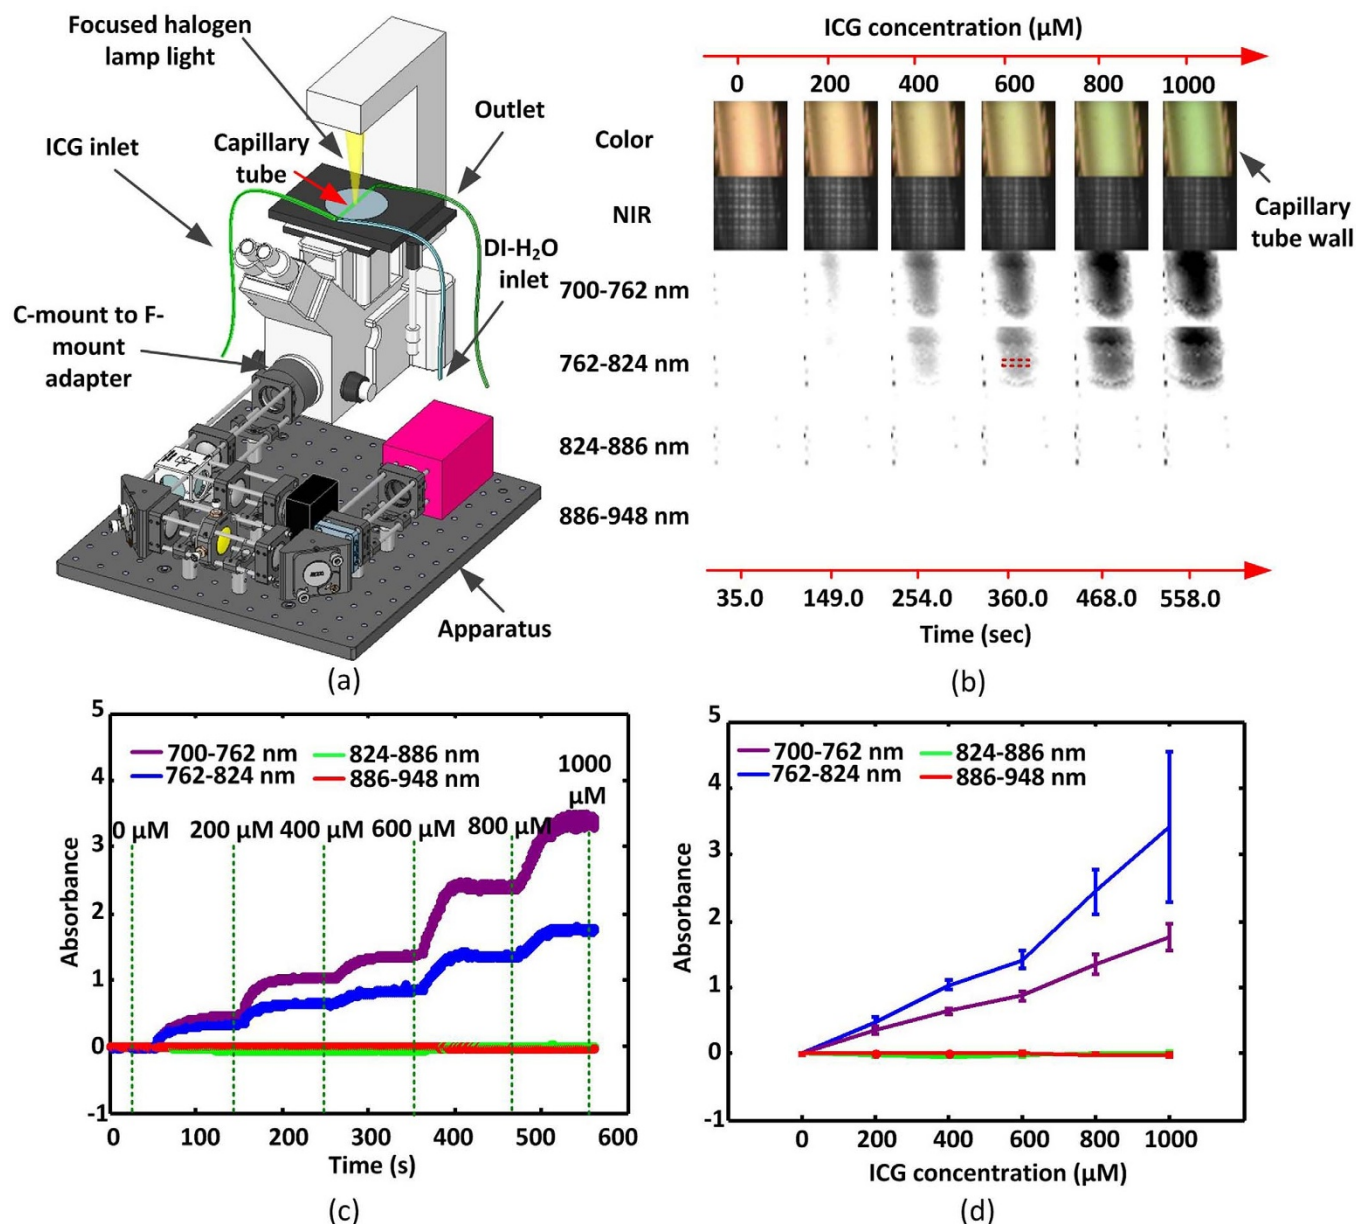 Focused halogen
lamp light
Capillary
tube
Outlet
ICG inlet
DI-H₂O
inlet
C-mount to F-
mount
adapter
Apparatus
(a)
ICG concentration (μM)
0 200 400 600 800 1000
Color
NIR
Capillary
tube wall
700-762 nm
762-824 nm
824-886 nm
886-948 nm
35.0 149.0 254.0 360.0 468.0 558.0
Time (sec)
(b)
5
4
3
2
1
0
-1
Absorbance
700-762 nm 824-886 nm
762-824 nm 886-948 nm
1000
μM
0 μM 200 μM 400 μM 600 μM 800 μM
0 100 200 300 400 500 600
Time (s)
(c)
5
4
3
2
1
0
-1
Absorbance
700-762 nm 824-886 nm
762-824 nm 886-948 nm
0 200 400 600 800 1000
ICG concentration (μM)
(d)